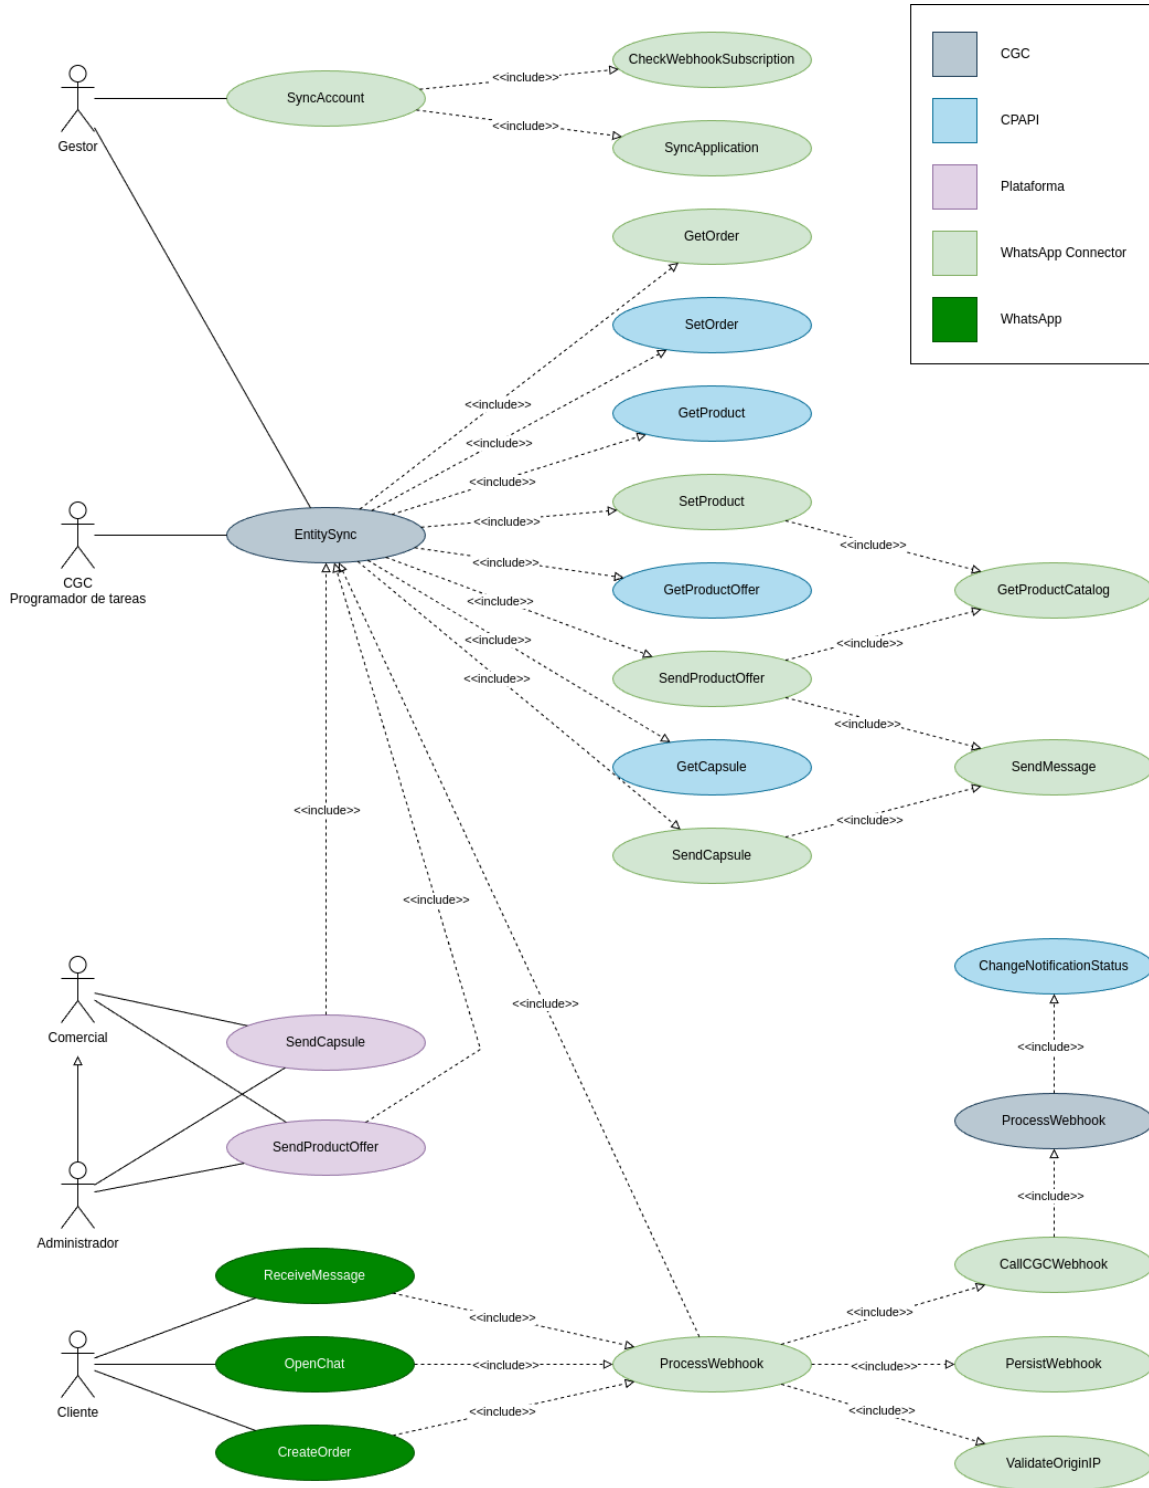 CheckWebhookSubscription
CGC
<<include>>
SyncAccount
Gestor
<<include>>
SyncApplication
CPAPI
Plataforma
GetOrder
WhatsApp Connector
SetOrder
WhatsApp
<<include>>
GetProduct
<<include>>
<<include>>
SetProduct
<<include>>
EntitySync
<<include>>
CGC
Programador de tareas
<<include>>
GetProductOffer
GetProductCatalog
<<include>>
<<include>>
<<include>>
<<include>>
SendProductOffer
<<include>>
GetCapsule
SendMessage
<<include>>
<<include>>
SendCapsule
<<include>>
ChangeNotificationStatus
<<include>>
Comercial
SendCapsule
<<include>>
ProcessWebhook
SendProductOffer
<<include>>
Administrador
ReceiveMessage
CallCGCWebhook
<<include>>
<<include>>
OpenChat
<<include>>
ProcessWebhook
<<include>>
PersistWebhook
Cliente
<<include>>
<<include>>
CreateOrder
ValidateOriginIP